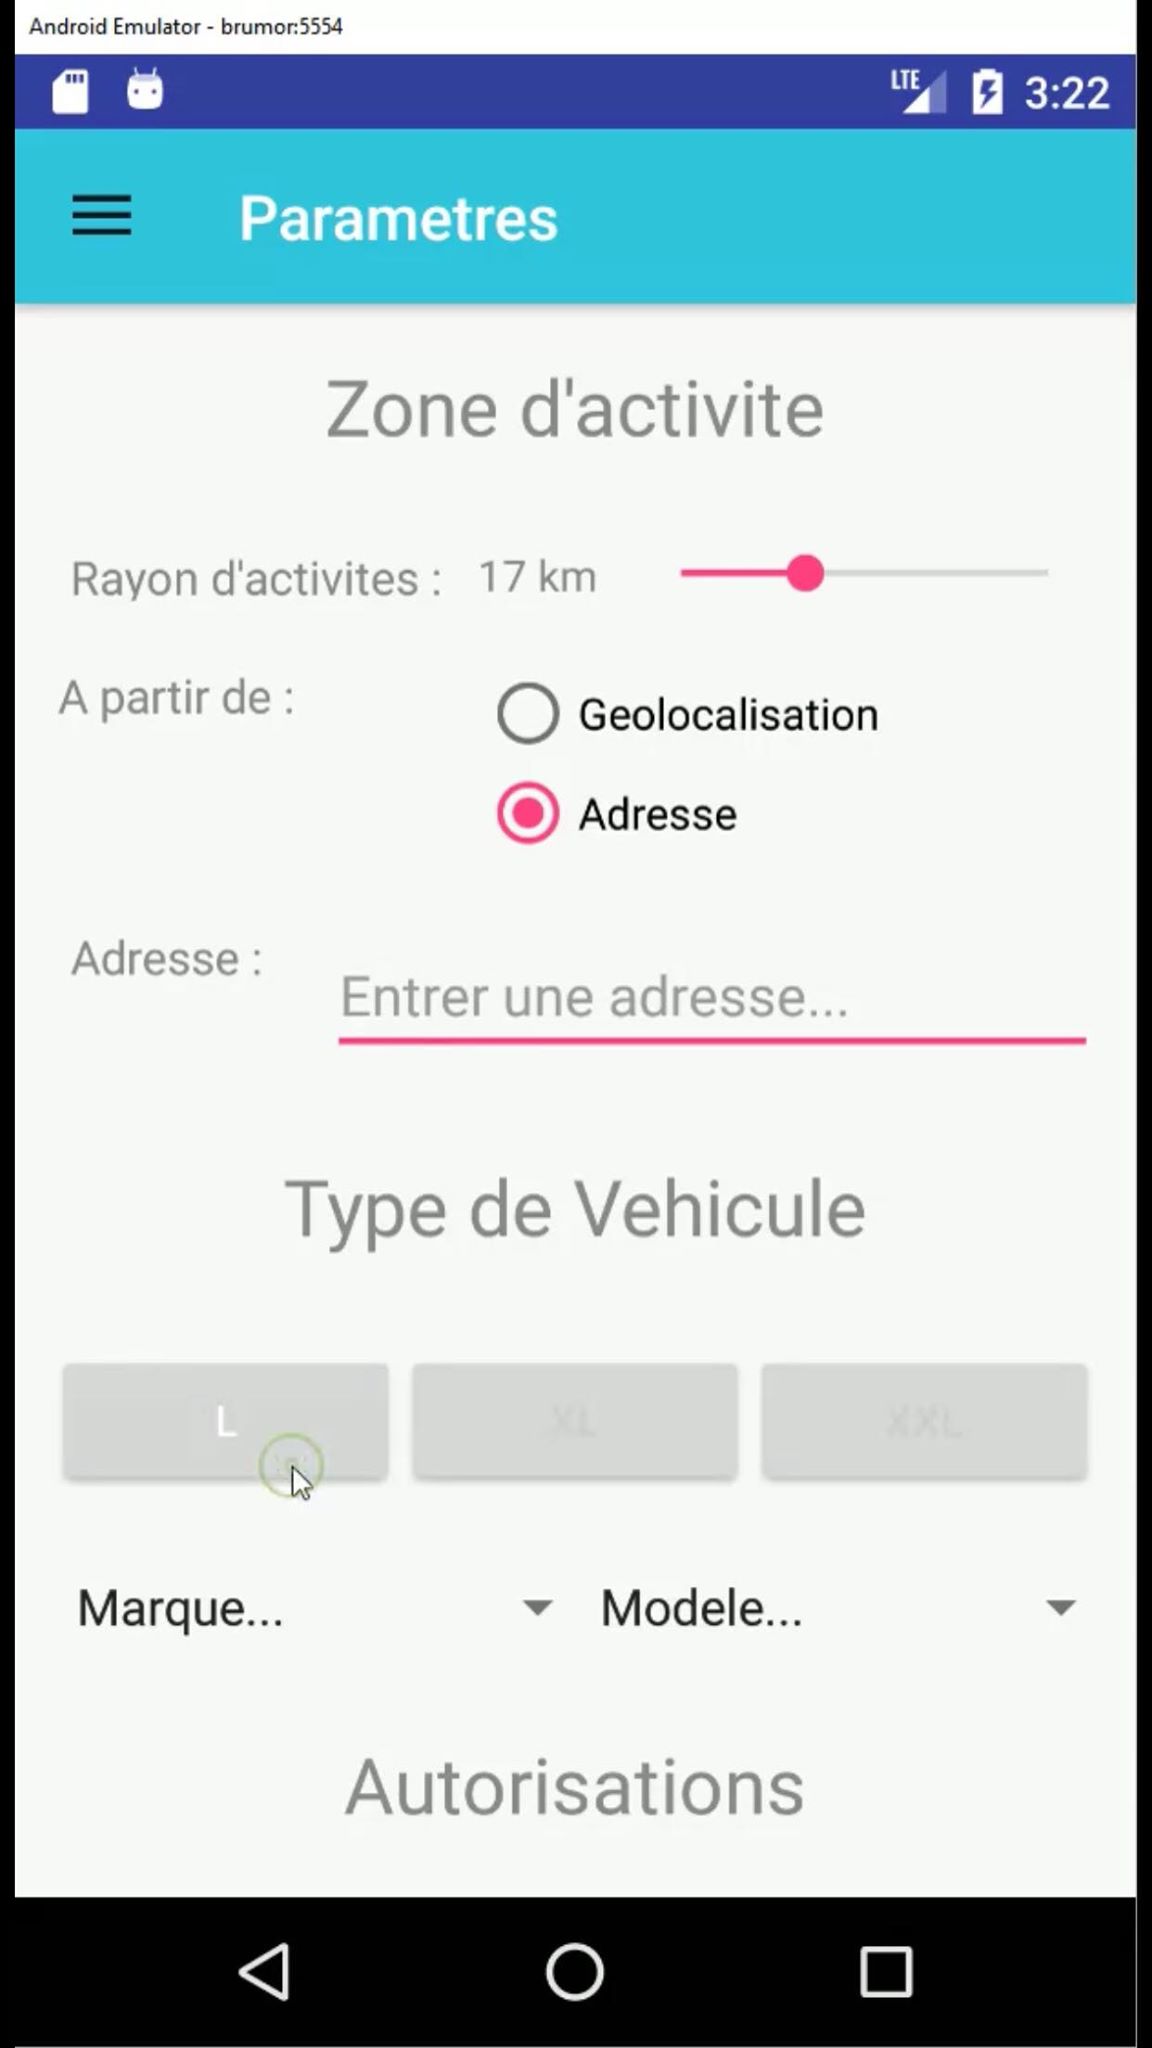 Android Emulator - brumor:5554
LTE 3:22
Parametres
Zone d'activite
Rayon d'activites : 17 km
A partir de :
Geolocalisation
Adresse
Adresse :
Entrer une adresse...
Type de Vehicule
L XL XXL
Marque... Modele...
Autorisations